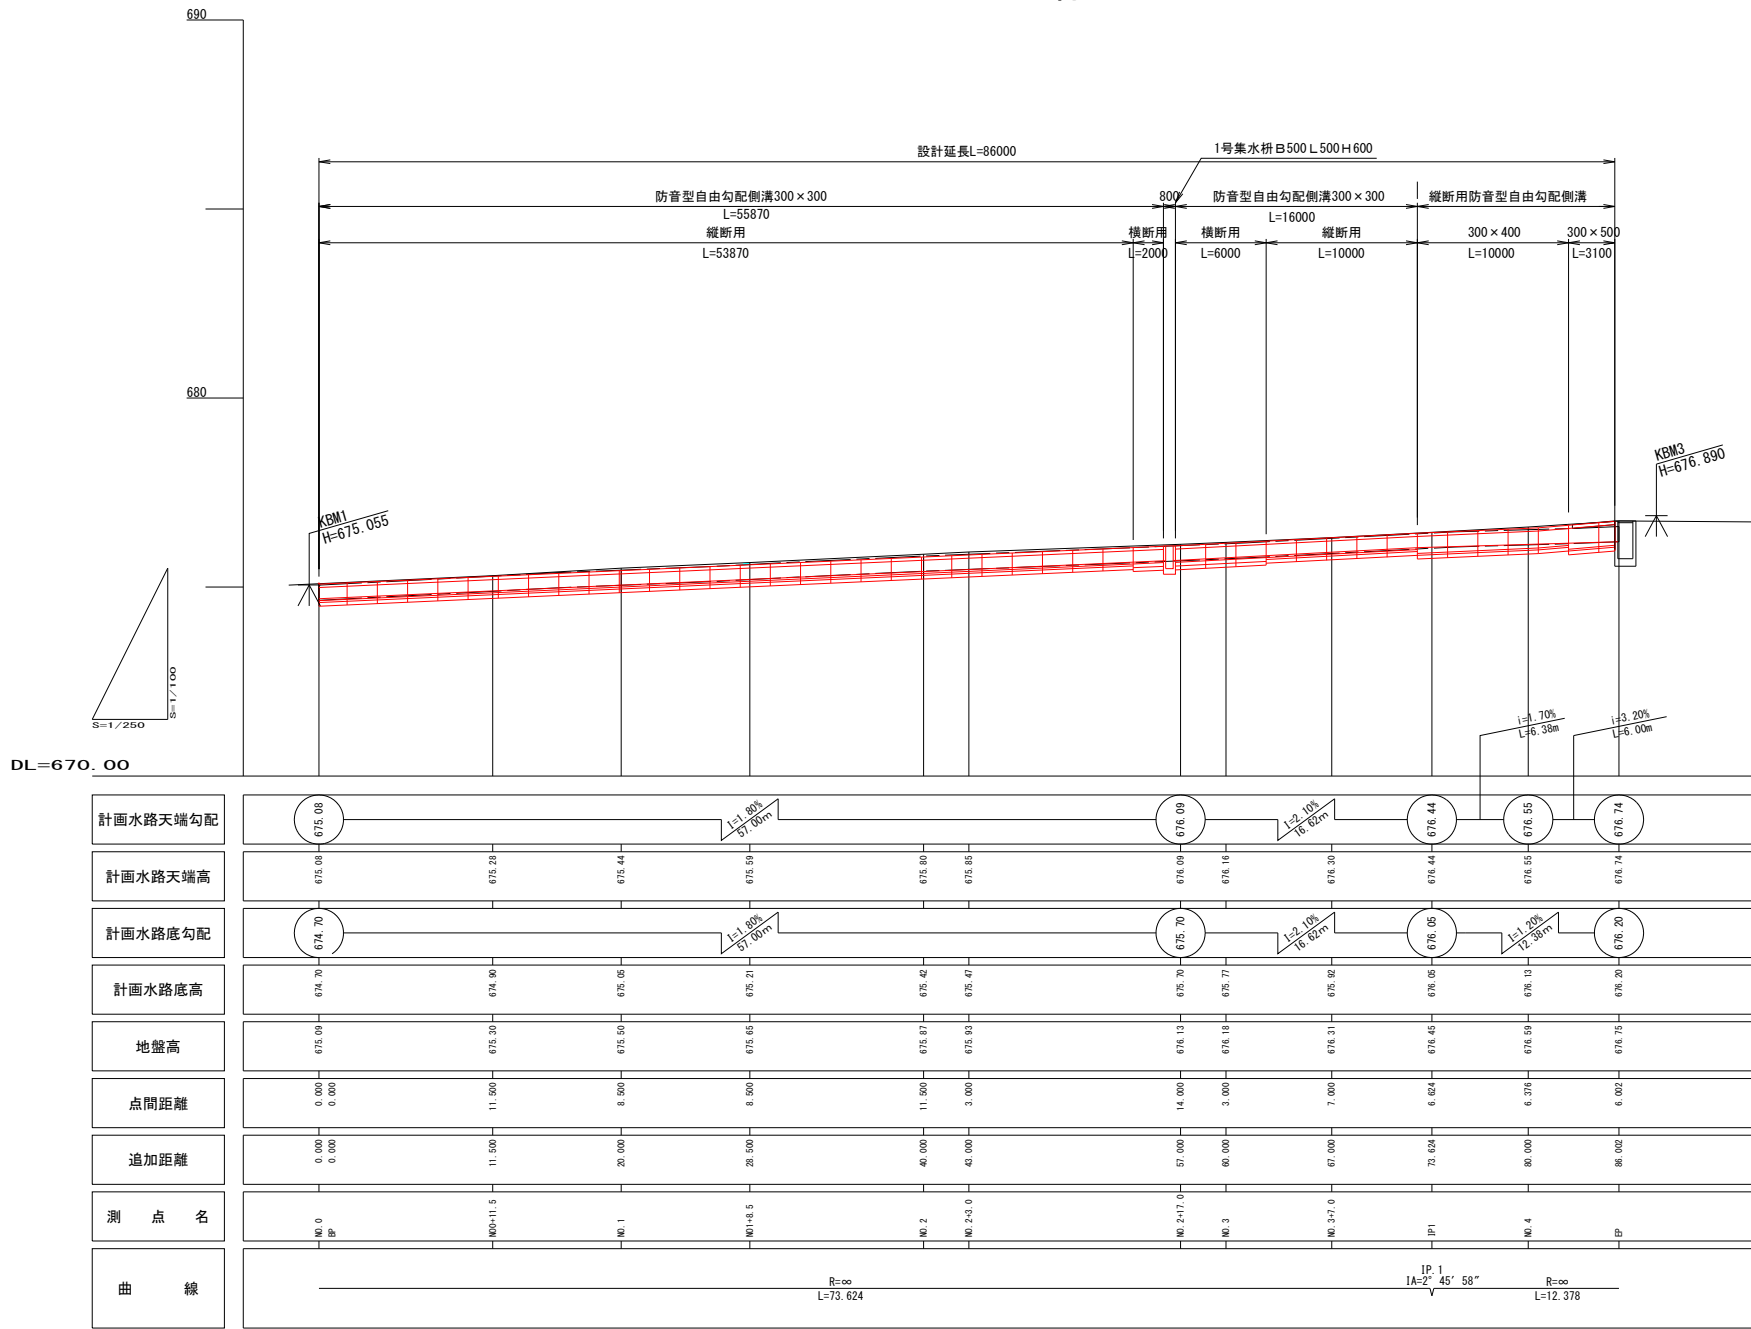 690
設計延長L=86000
1号集水桝B500L500H600
防音型自由勾配側溝300×300
L=55870
800
防音型自由勾配側溝300×300
L=16000
縦断用防音型自由勾配側溝
縦断用
L=53870
横断用
L=2000
横断用
L=6000
縦断用
L=10000
300×400
L=10000
300×500
L=3100
680
KBM1
H=675.055
KBM3
H=676.890
S=1/250
S=1/100
i=1.70%
L=6.38m
i=3.20%
L=6.00m
DL=670.00
計画水路天端勾配
675.08
I=1.80%
57.00m
676.09
I=2.10%
16.62m
676.44
676.55
676.74
計画水路天端高
675.08
675.28
675.44
675.59
675.80
675.85
676.09
676.16
676.30
676.44
676.55
676.74
計画水路底勾配
674.70
I=1.80%
57.00m
675.70
I=2.10%
16.62m
676.05
I=1.20%
12.38m
676.20
計画水路底高
674.70
674.90
675.05
675.21
675.42
675.47
675.70
675.77
675.92
676.05
676.13
676.20
地盤高
675.09
675.30
675.50
675.65
675.87
675.93
676.13
676.18
676.31
676.45
676.59
676.75
点間距離
0.000
0.000
11.500
8.500
8.500
11.500
3.000
14.000
3.000
7.000
6.624
6.376
6.002
追加距離
0.000
0.000
11.500
20.000
28.500
40.000
43.000
57.000
60.000
67.000
73.624
80.000
86.002
測点名
NO.0
BP
NO0+11.5
NO.1
NO1+8.5
NO.2
NO.2+3.0
NO.2+17.0
NO.3
NO.3+7.0
IP1
NO.4
EP
曲線
R=∞
L=73.624
IP.1
IA=2° 45′ 58″
R=∞
L=12.378